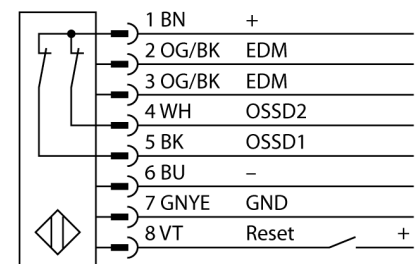 1 BN +
2 OG/BK EDM
3 OG/BK EDM
4 WH OSSD2
5 BK OSSD1
6 BU –
7 GNYE GND
8 VT Reset +